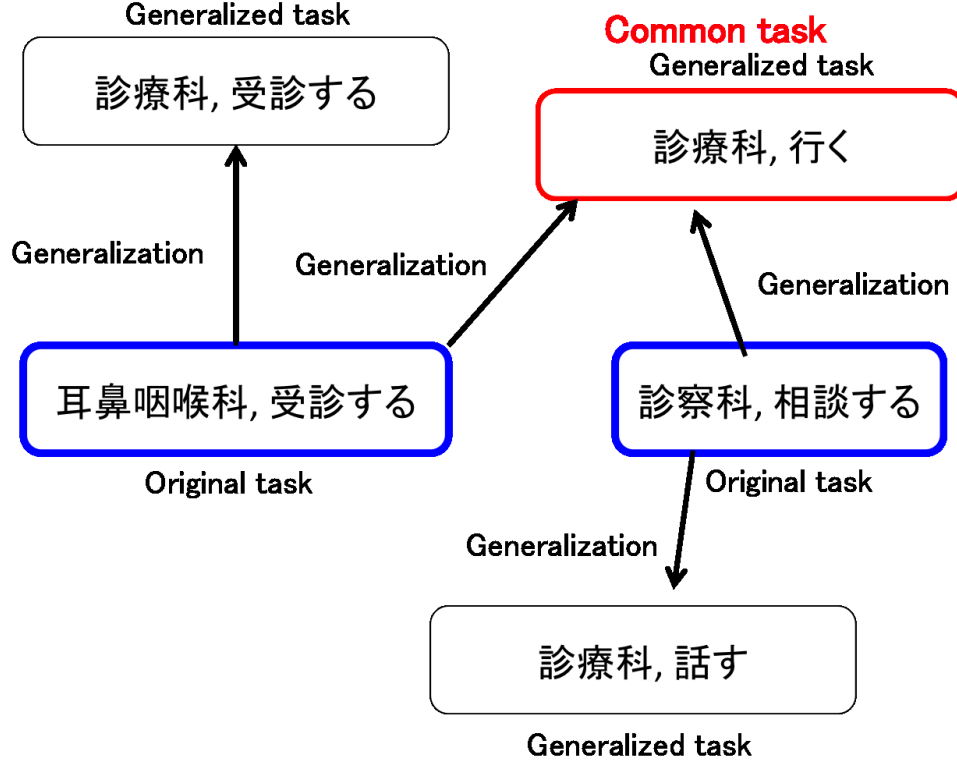 Generalized task
診療科, 受診する
Common task
Generalized task
診療科, 行く
Generalization
Generalization
Generalization
耳鼻咽喉科, 受診する
Original task
診察科, 相談する
Original task
Generalization
診療科, 話す
Generalized task